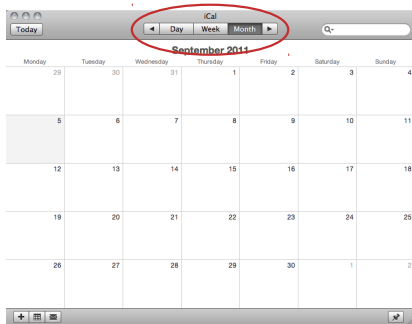 iCal
Today Day Week Month
September 2011
Monday Tuesday Wednesday Thursday Friday Saturday Sunday
29 30 31 1 2 3 4
5 6 7 8 9 10 11
12 13 14 15 16 17 18
19 20 21 22 23 24 25
26 27 28 29 30 1 2